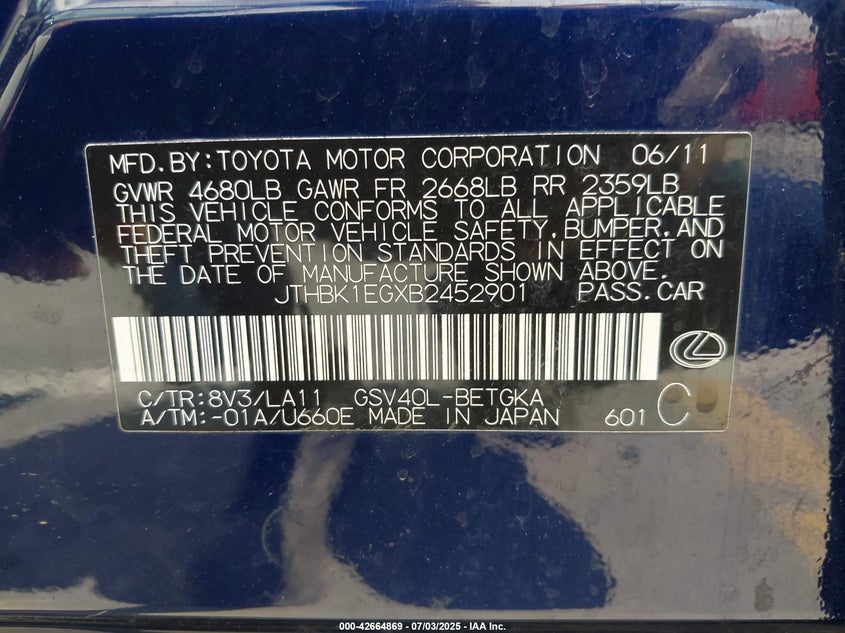 MFD.BY:TOYOTA MOTOR CORPORATION 06/11
GVWR 4680LB GAWR FR 2668LB RR 2359LB
THIS VEHICLE CONFORMS TO ALL APPLICABLE
FEDERAL MOTOR VEHICLE SAFETY,BUMPER,AND
THEFT PREVENTION STANDARDS IN EFFECT ON
THE DATE OF MANUFACTURE SHOWN ABOVE.
JTHBK1EGXB2452901 PASS.CAR
C/TR:8V3/LA11 GSV40L-BETGKA
A/TM:-01A/U660E MADE IN JAPAN 601 C
000-42664869 - 07/03/2025 - IAA Inc.